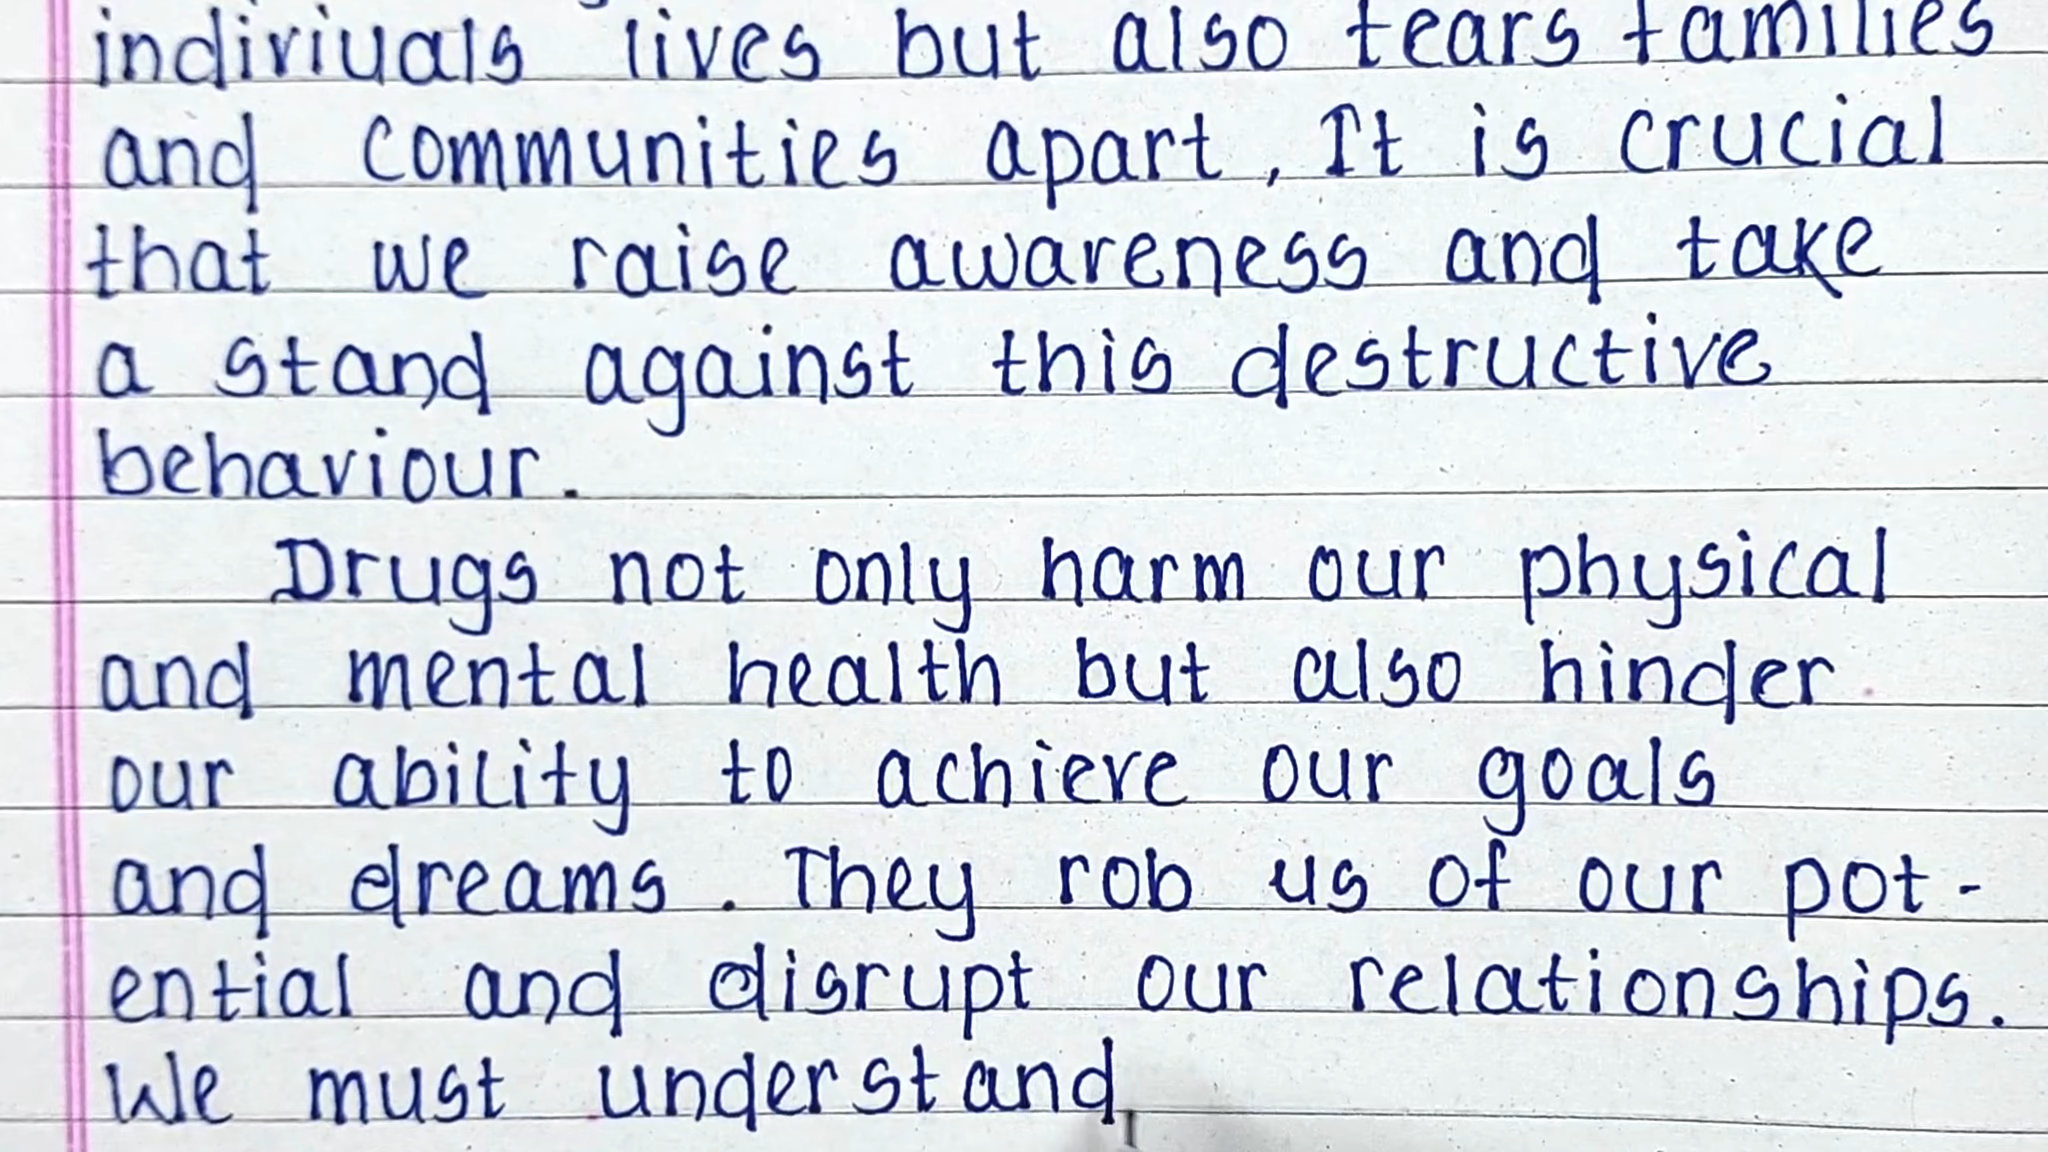 indiriuals lives but also tears families
and communities apart, It is crucial
that we raise awareness and take
a stand against this destructive
behaviour.
Drugs not only harm our physical
and mental health but also hinder
our ability to achieve our goals
and dreams. They rob us of our pot-
ential and disrupt our relationships.
We must understand